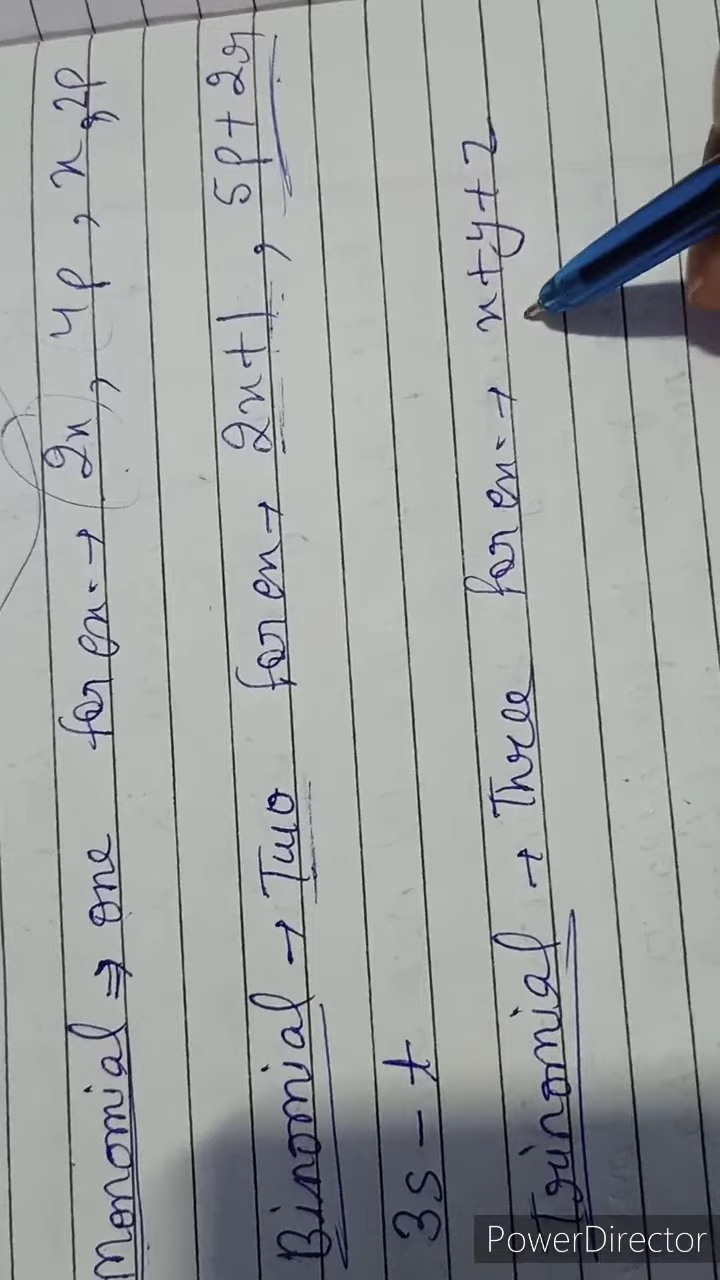 Monomial ⇒ one for ex. → 2x, 4p, x, 2p
Binomial → Two for ex → 2x+1, 5p+2r
3s - t
Trinomial → Three for ex. → x+y+z
PowerDirector